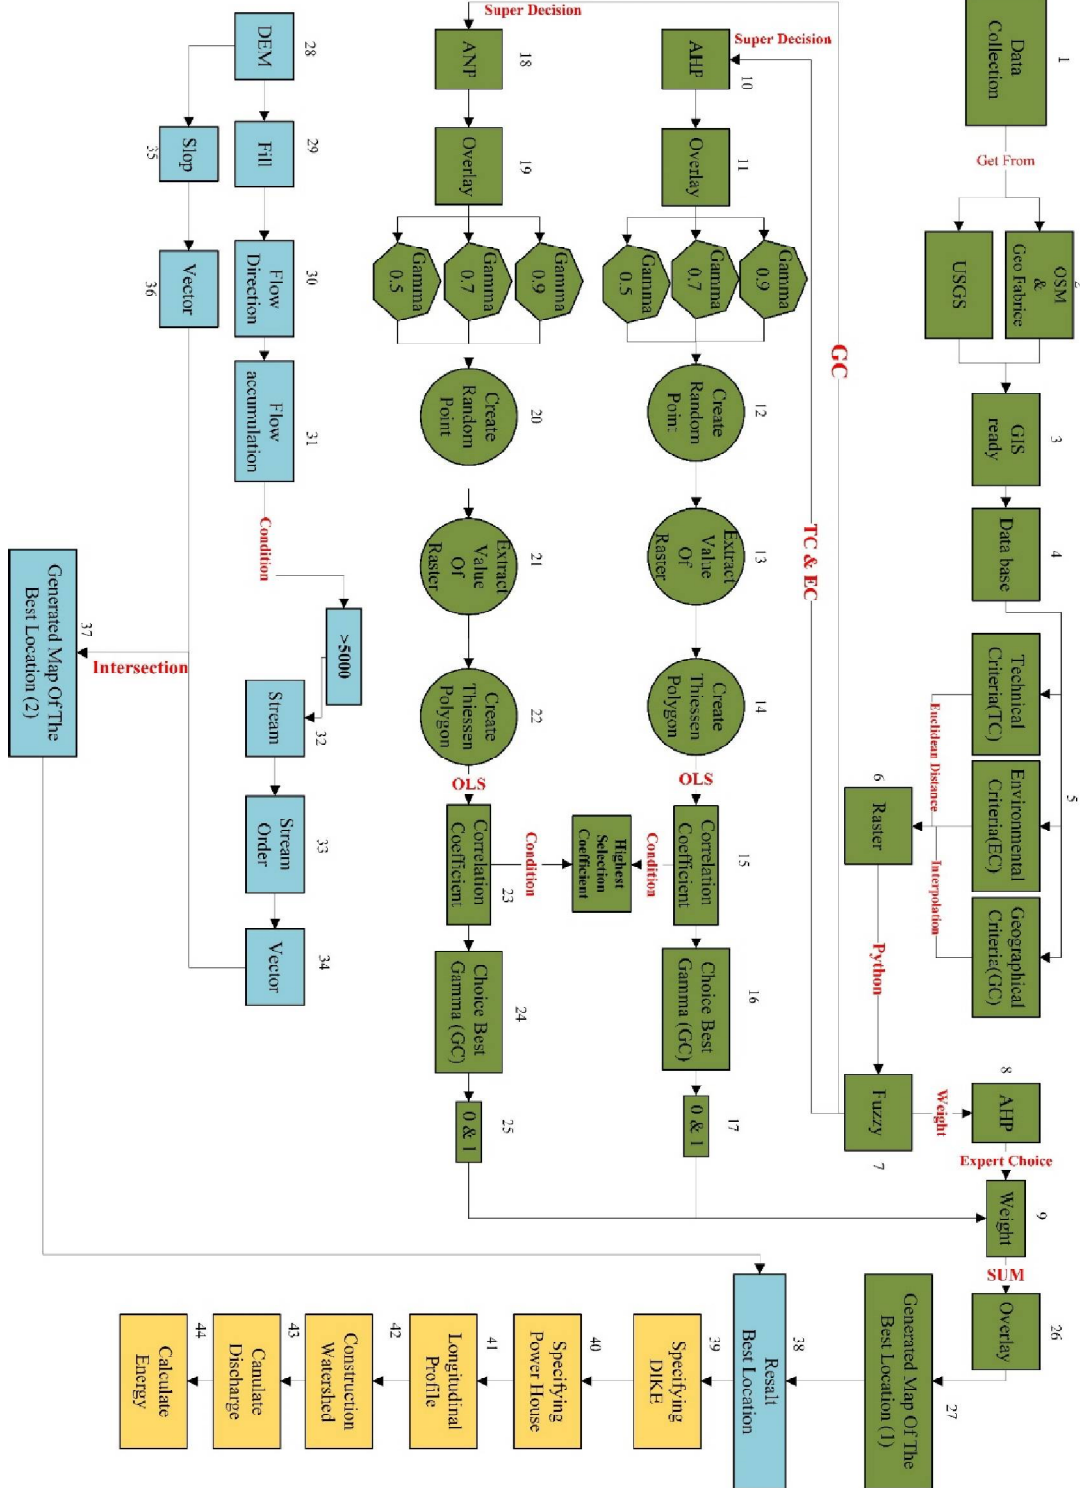 1
Data
Collection
Get From
2
OSM
&
Geo Fabrice
USGS
3
GIS
ready
4
Data base
5
Technical
Criteria(TC)
Environmental
Criteria(EC)
Geographical
Criteria(GC)
Euclidean Distance
Interpolation
6
Raster
Python
7
Fuzzy
Weight
8
AHP
Expert Choice
9
Weight
SUM
26
Overlay
27
Generated Map Of The
Best Location (1)
GC
TC & EC
Super Decision
10
AHP
11
Overlay
Gamma
0.9
Gamma
0.7
Gamma
0.5
12
Create
Random
Point
13
Extract
Value
Of
Raster
14
Create
Thiessen
Polygon
OLS
15
Correlation
Coefficient
Condition
Highest
Selection
Coefficient
16
Choice Best
Gamma (GC)
17
0 & 1
Super Decision
18
ANP
19
Overlay
Gamma
0.9
Gamma
0.7
Gamma
0.5
20
Create
Random
Point
21
Extract
Value
Of
Raster
22
Create
Thiessen
Polygon
OLS
23
Correlation
Coefficient
Condition
24
Choice Best
Gamma (GC)
25
0 & 1
28
DEM
29
Fill
30
Flow
Direction
31
Flow
accumulation
Condition
>5000
32
Stream
33
Stream
Order
34
Vector
35
Slop
36
Vector
Intersection
37
Generated Map Of The
Best Location (2)
38
Resalt
Best Location
39
Specifying
DIKE
40
Specifying
Power House
41
Longitudinal
Profile
42
Construction
Watershed
43
Canulate
Discharge
44
Calculate
Energy